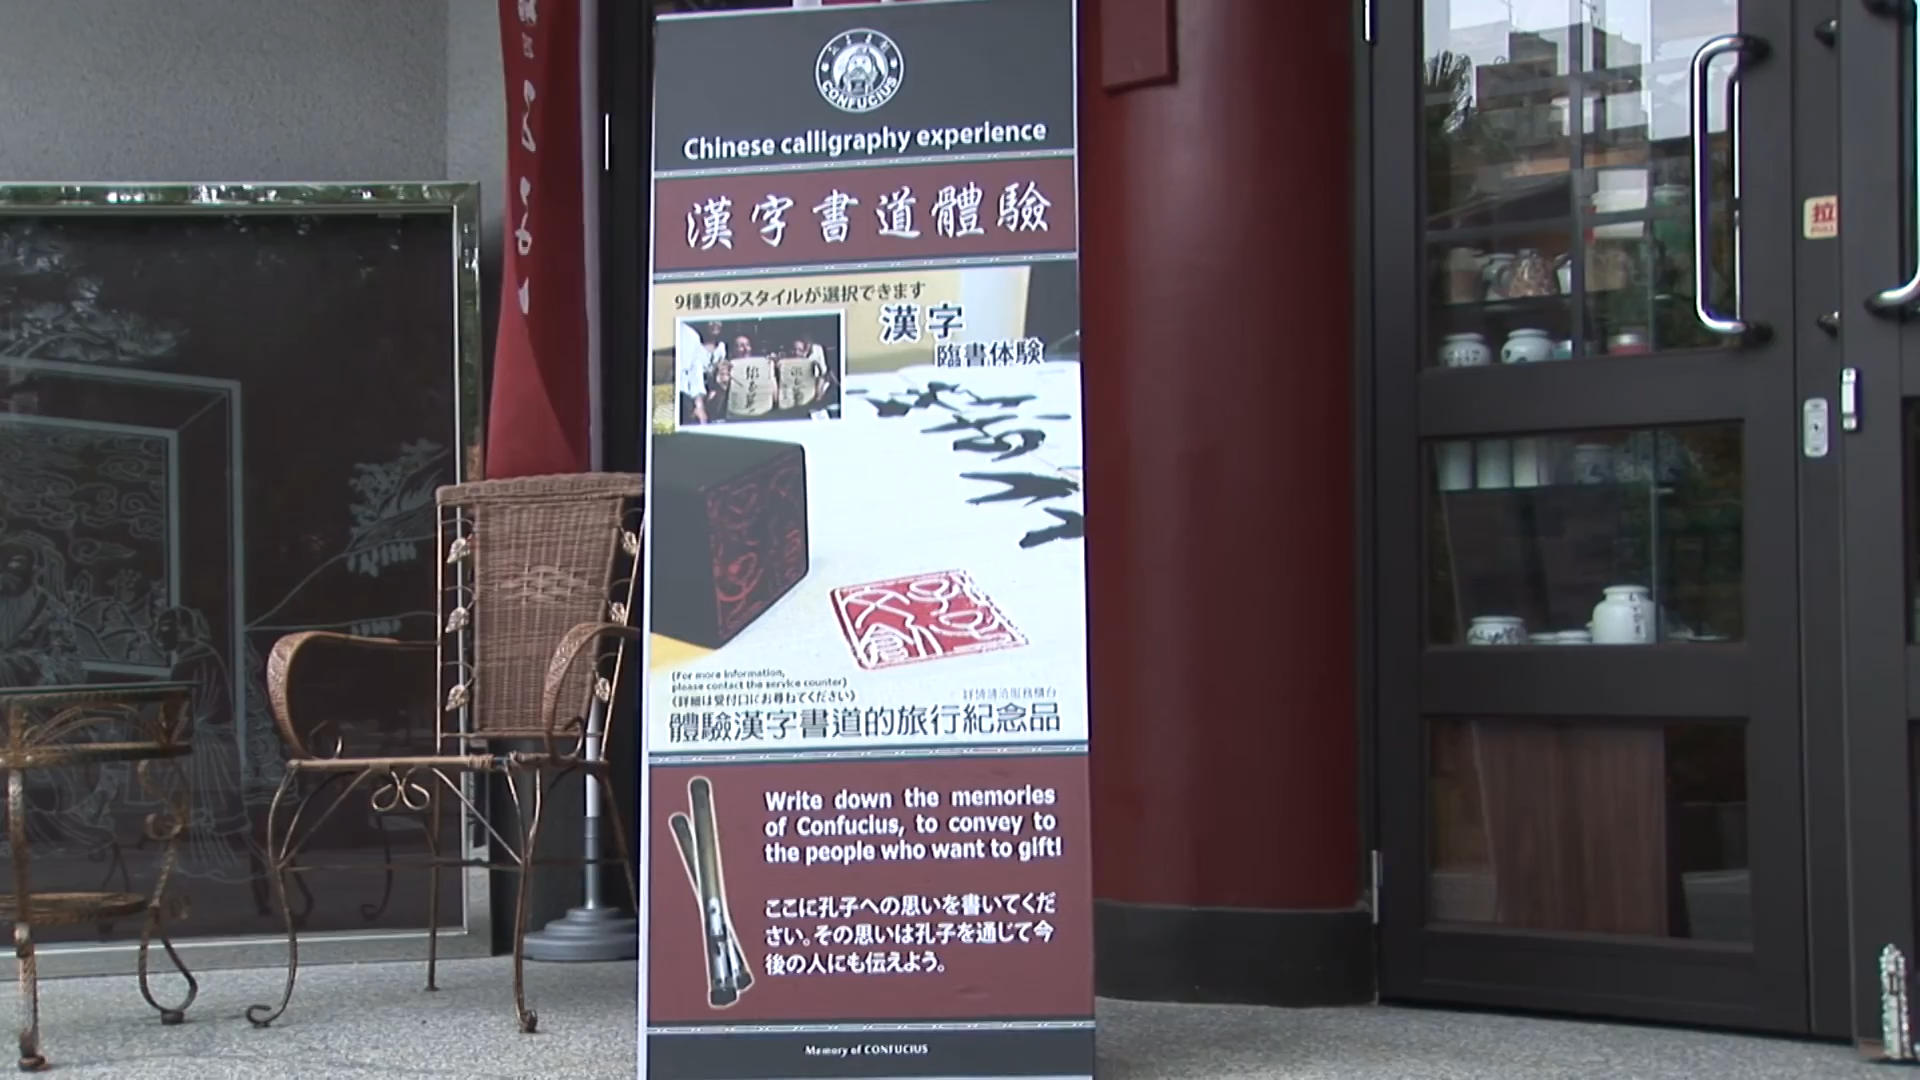 CONFUCIUS
Chinese calligraphy experience
漢字書道體驗
9種類のスタイルが選択できます
漢字
臨書体験
(For more information,
please contact the service counter)
《詳細は受付口にお尋ねてください》
詳情請洽服務櫃台
體驗漢字書道的旅行紀念品
Write down the memories
of Confucius, to convey to
the people who want to gift!
ここに孔子への思いを書いてくだ
さい。その思いは孔子を通じて今
後の人にも伝えよう。
Memory of CONFUCIUS
拉
PULL